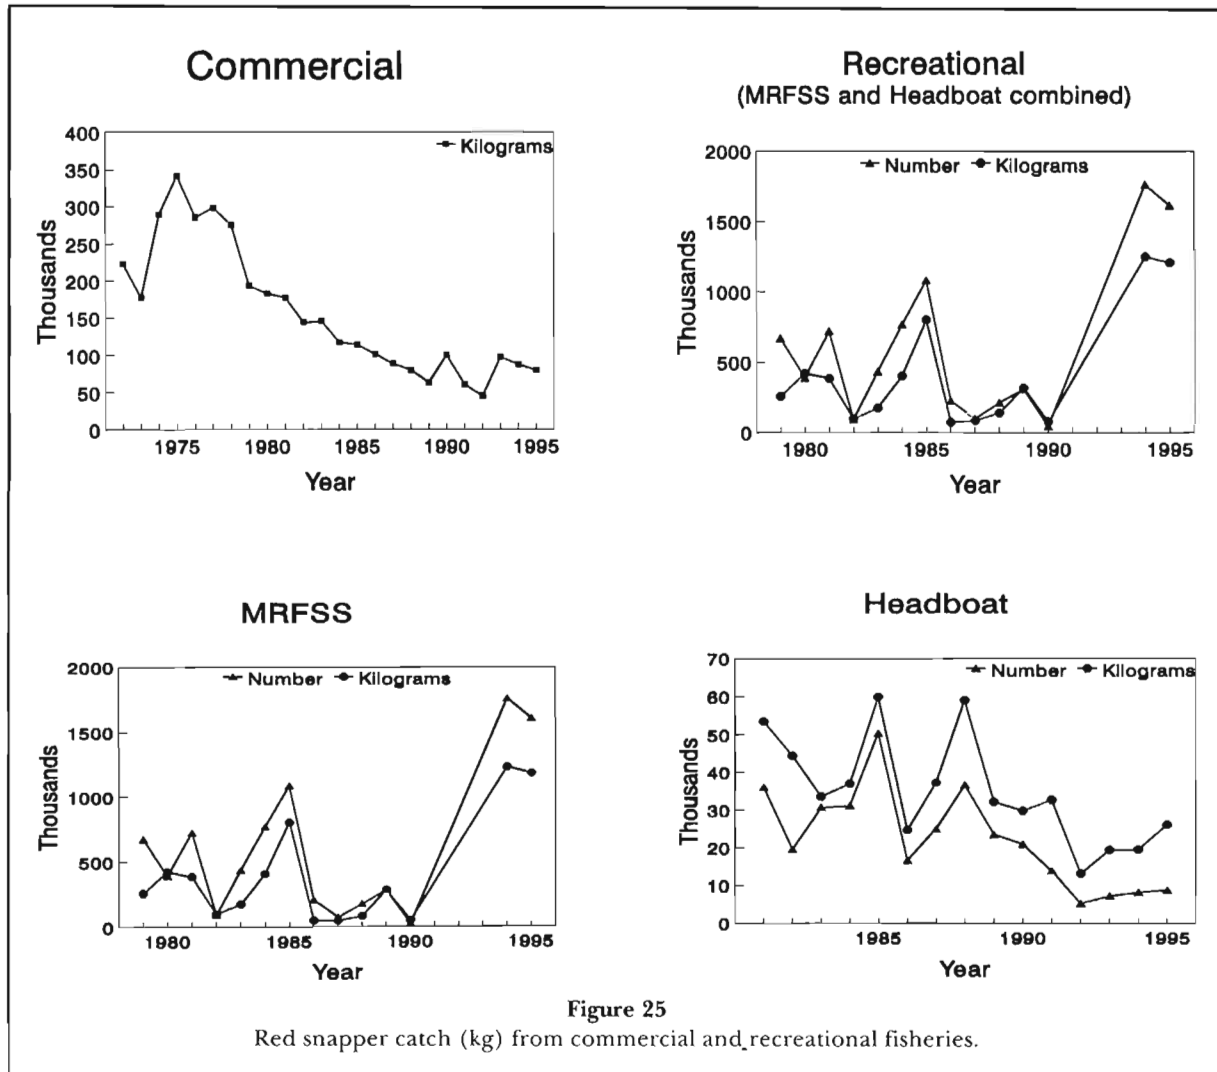 Commercial
Kilograms
400
350
300
250
200
150
100
50
0
Thousands
1975 1980 1985 1990 1995
Year
Recreational
(MRFSS and Headboat combined)
Number Kilograms
2000
1500
1000
500
0
Thousands
1980 1985 1990 1995
Year
MRFSS
Number Kilograms
2000
1500
1000
500
0
Thousands
1980 1985 1990 1995
Year
Headboat
Number Kilograms
70
60
50
40
30
20
10
0
Thousands
1985 1990 1995
Year
Figure 25
Red snapper catch (kg) from commercial and recreational fisheries.